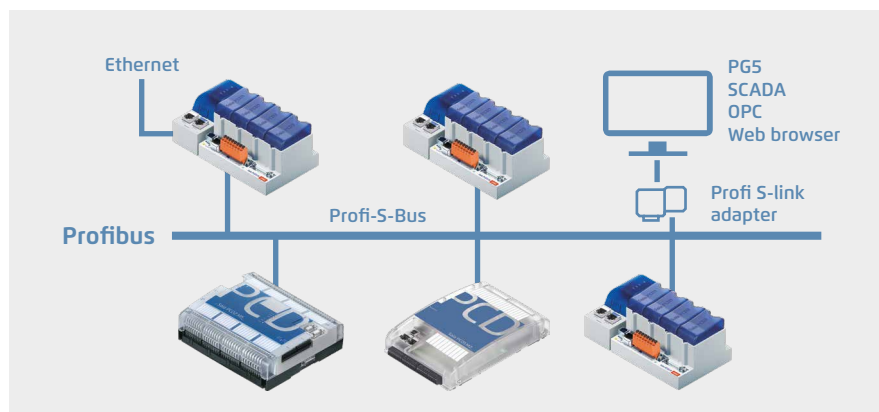 Ethernet
PG5
SCADA
OPC
Web browser
Profi S-link
adapter
Profi-S-Bus
Profibus
PCD
PCD